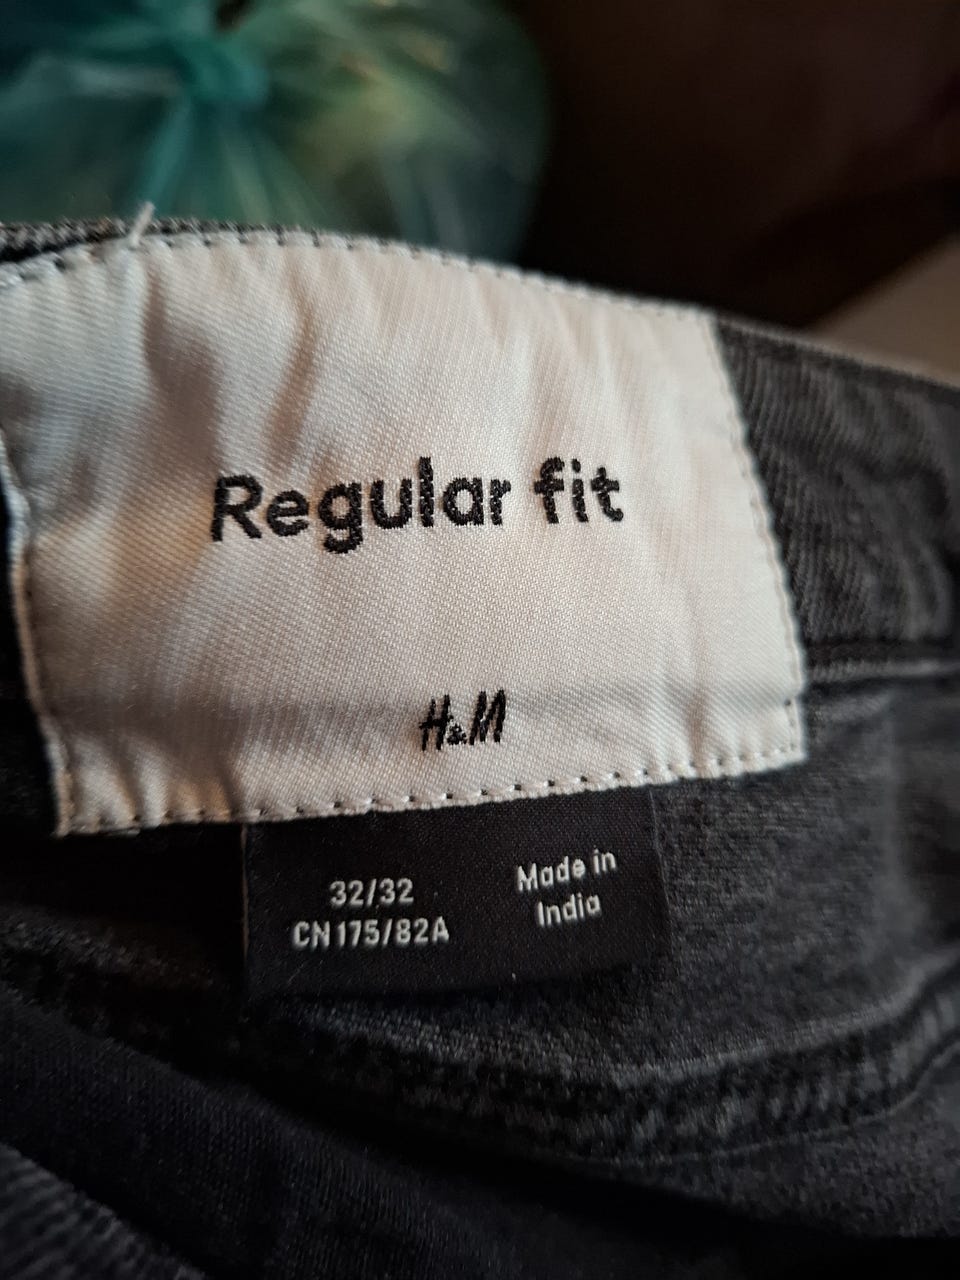 Regular fit
H&M
32/32
CN 175/82A
Made in
India